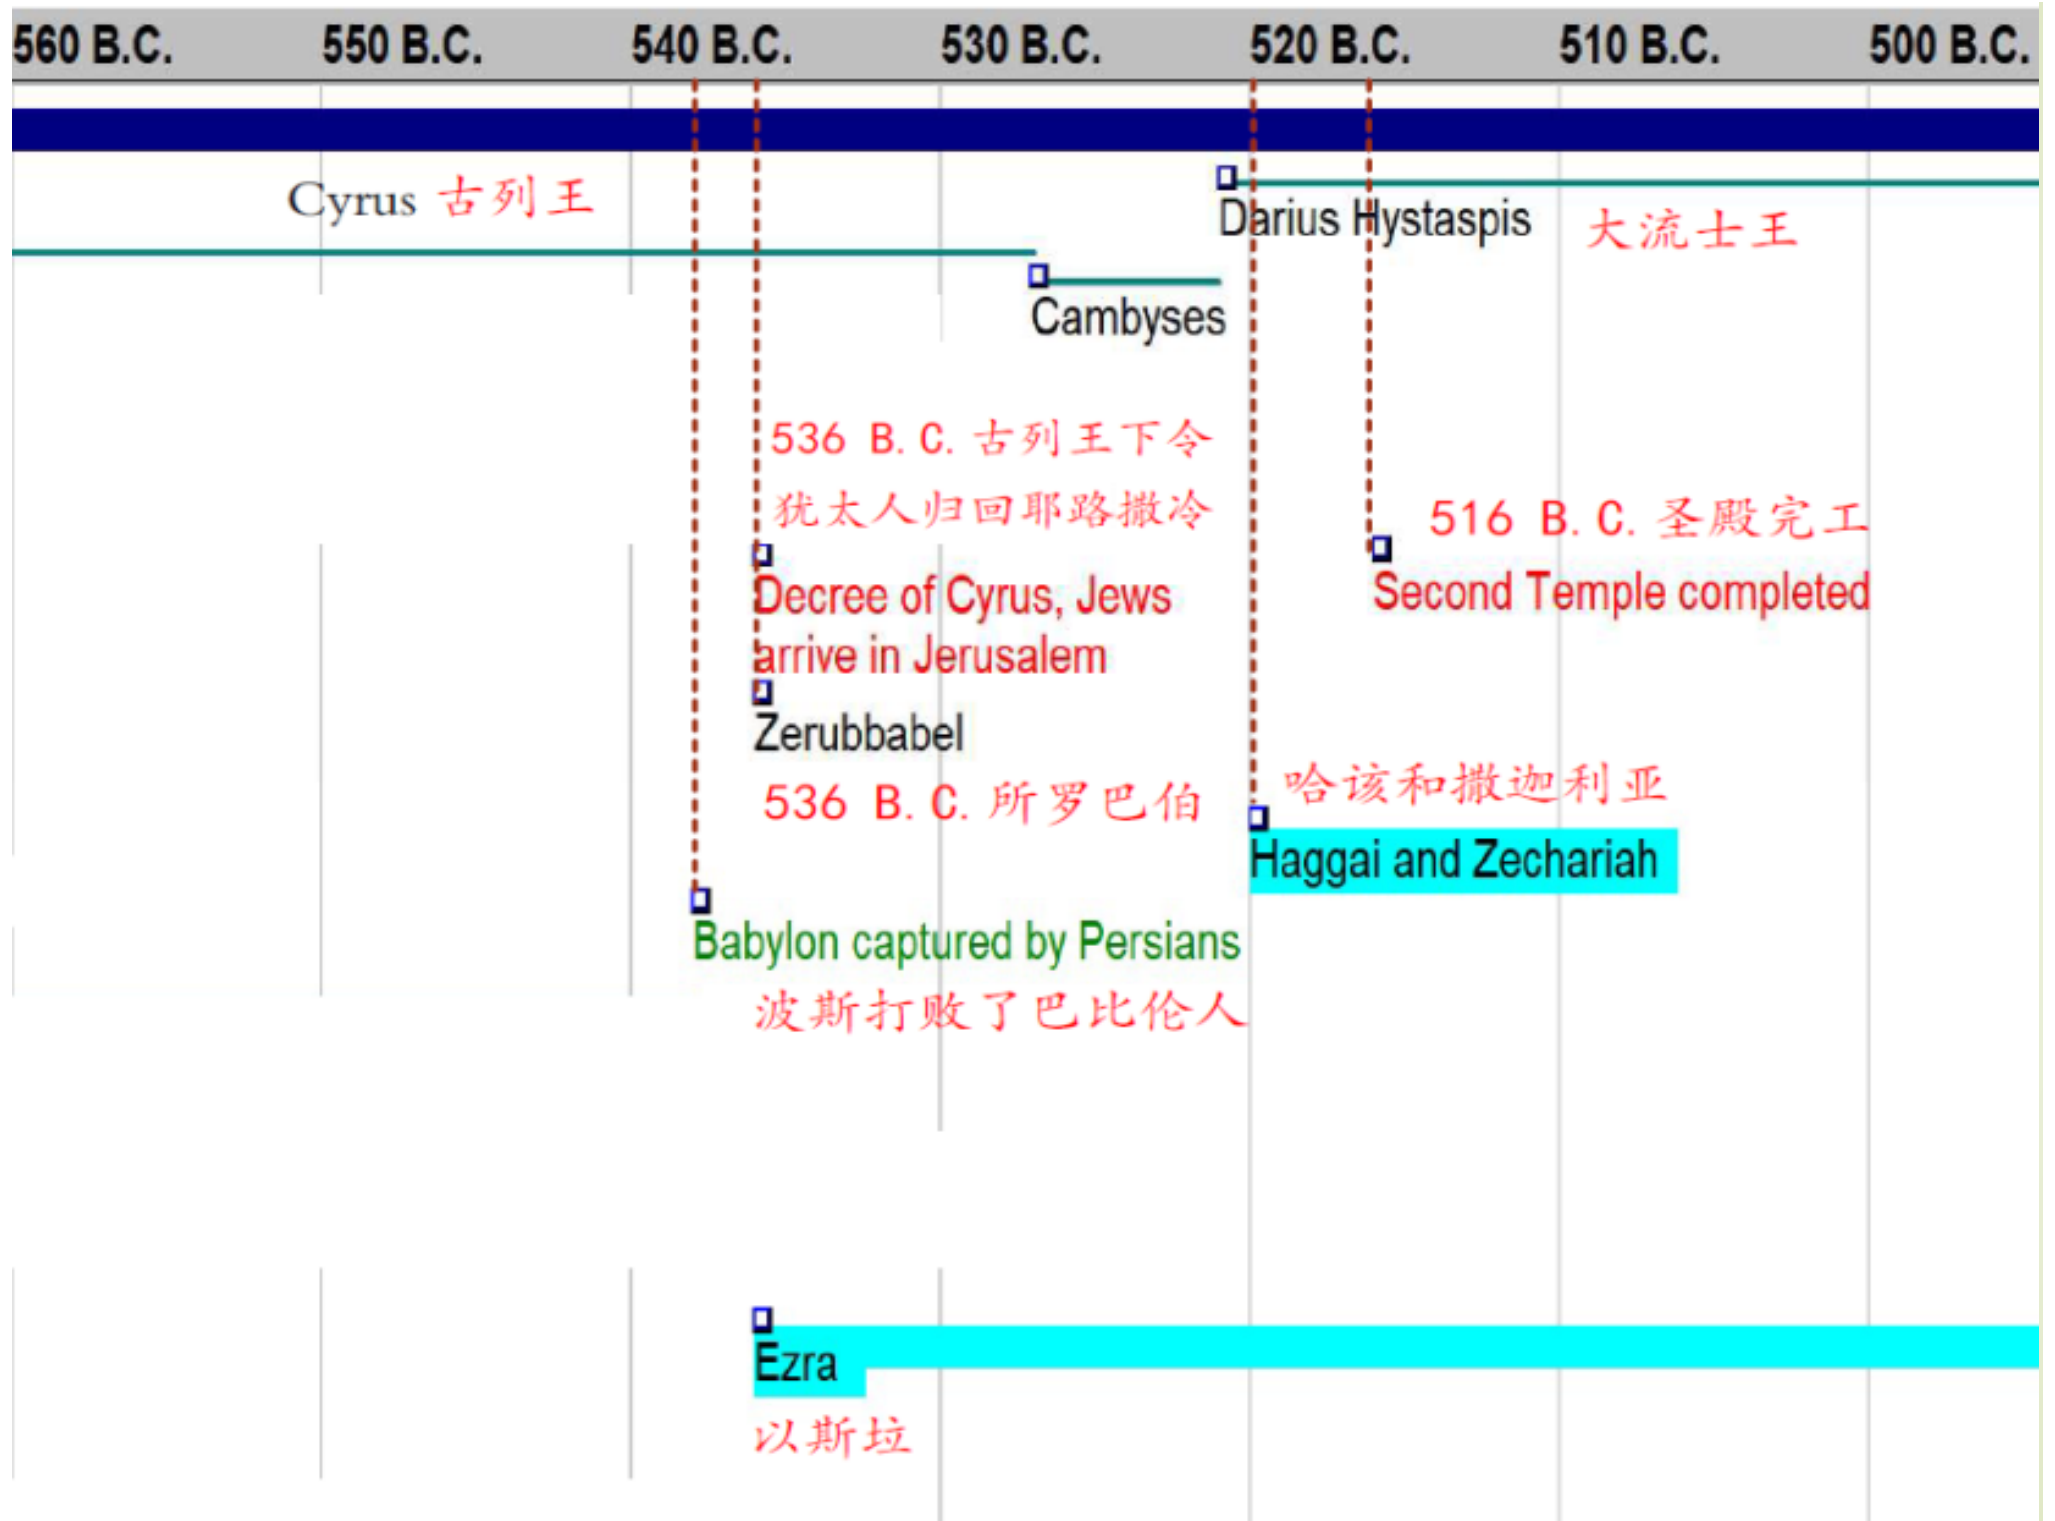 560 B.C. 550 B.C. 540 B.C. 530 B.C. 520 B.C. 510 B.C. 500 B.C.
Cyrus 古列王
Darius Hystaspis 大流士王
Cambyses
536 B.C.古列王下令
犹太人归回耶路撒冷
Decree of Cyrus, Jews
arrive in Jerusalem
516 B.C.圣殿完工
Second Temple completed
Zerubbabel
536 B.C.所罗巴伯
哈该和撒迦利亚
Haggai and Zechariah
Babylon captured by Persians
波斯打败了巴比伦人
Ezra
以斯垃